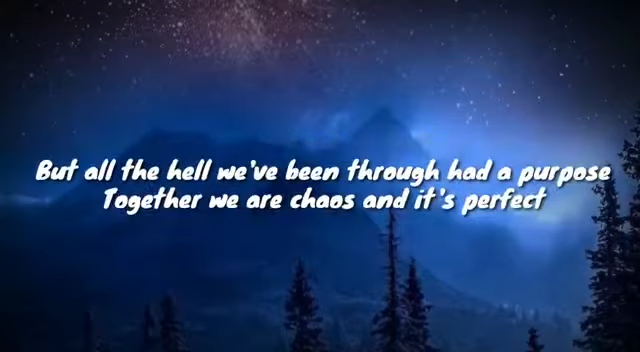 But all the hell we've been through had a purpose
Together we are chaos and it's perfect